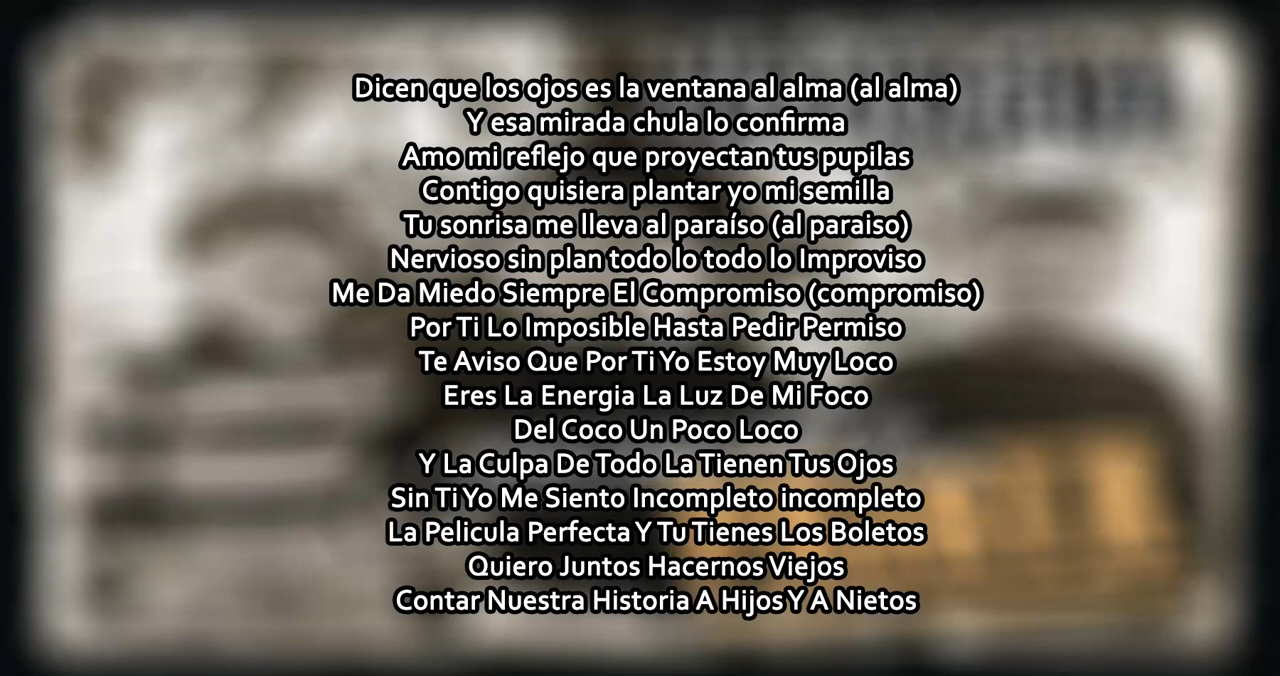 Dicen que los ojos es la ventana al alma (al alma)
Y esa mirada chula lo confirma
Amo mi reflejo que proyectan tus pupilas
Contigo quisiera plantar yo mi semilla
Tu sonrisa me lleva al paraíso (al paraiso)
Nervioso sin plan todo lo todo lo Improviso
Me Da Miedo Siempre El Compromiso (compromiso)
Por Ti Lo Imposible Hasta Pedir Permiso
Te Aviso Que Por Ti Yo Estoy Muy Loco
Eres La Energia La Luz De Mi Foco
Del Coco Un Poco Loco
Y La Culpa De Todo La Tienen Tus Ojos
Sin Ti Yo Me Siento Incompleto incompleto
La Pelicula Perfecta Y Tu Tienes Los Boletos
Quiero Juntos Hacernos Viejos
Contar Nuestra Historia A Hijos Y A Nietos